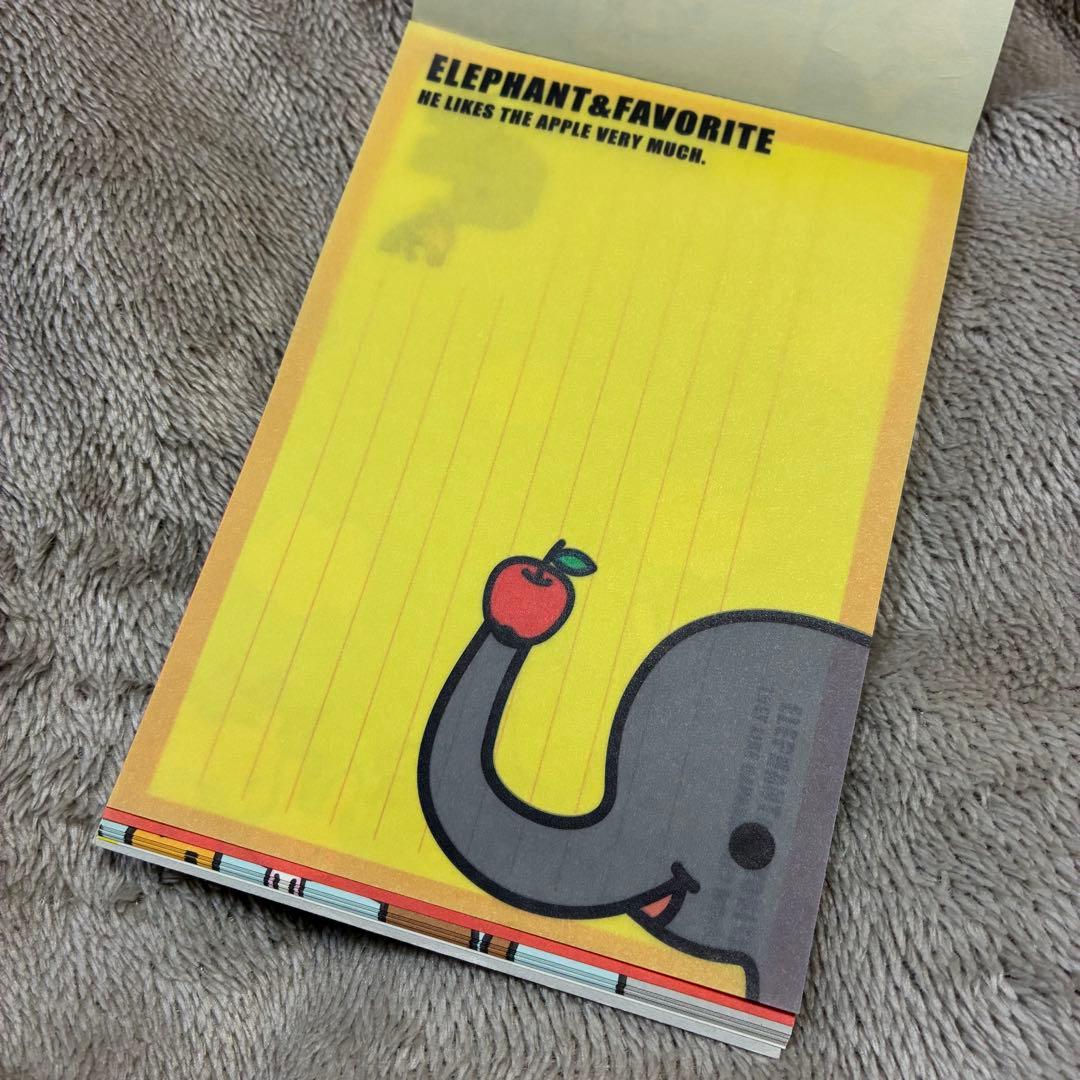 ELEPHANT&FAVORITE
HE LIKES THE APPLE VERY MUCH.